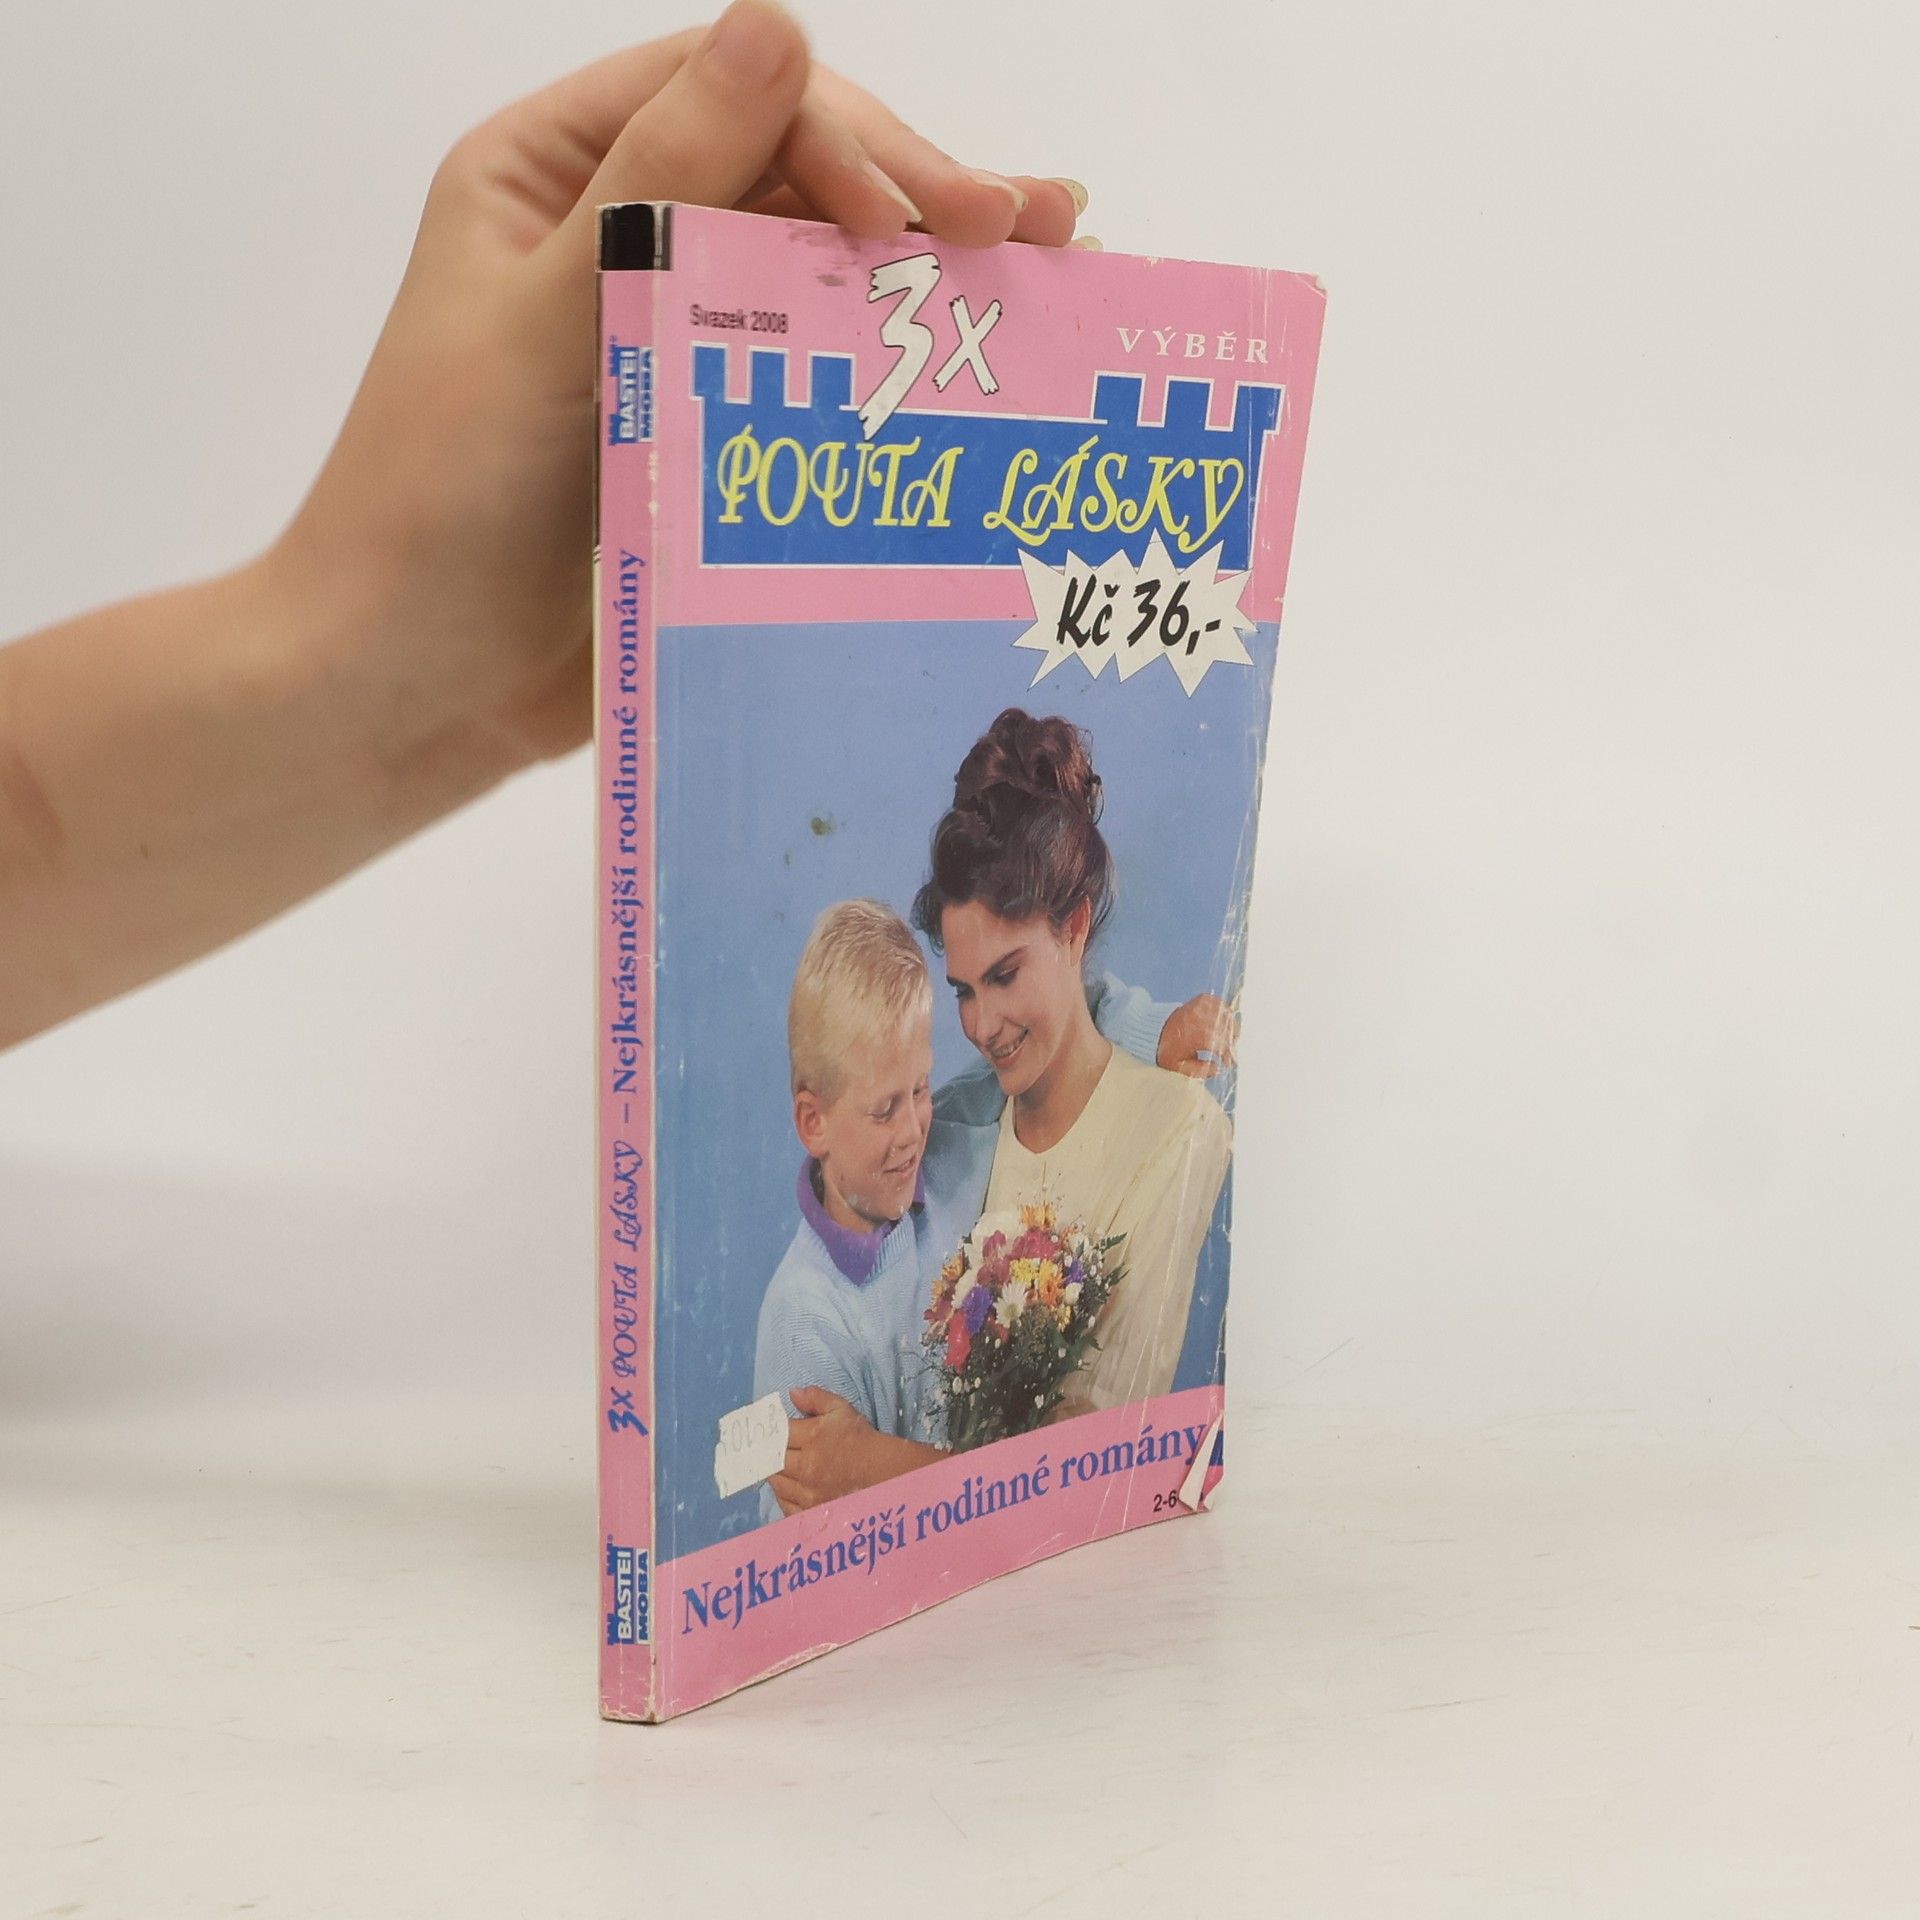 Svazek 2008
3x
VÝBĚR
POUTA LÁSKY
Kč 36,-
Nejkrásnější rodinné romány
BASTEI
MOBA
3x POUTA LÁSKY – Nejkrásnější rodinné romány
BASTEI
MOBA